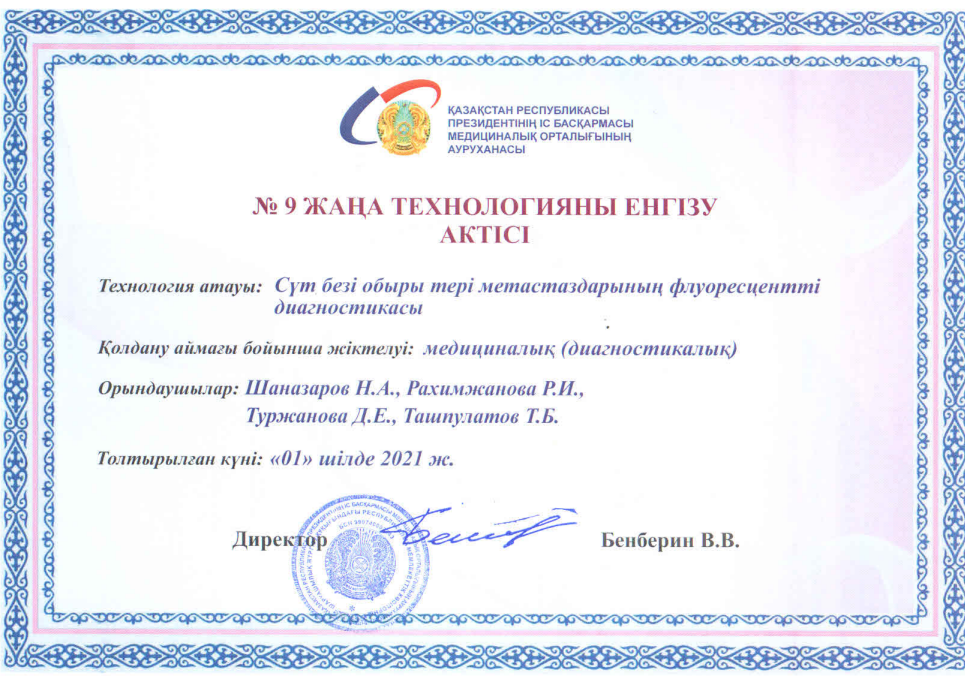 ҚАЗАҚСТАН РЕСПУБЛИКАСЫ
ПРЕЗИДЕНТІНІҢ ІС БАСҚАРМАСЫ
МЕДИЦИНАЛЫҚ ОРТАЛЫҒЫНЫҢ
АУРУХАНАСЫ
№ 9 ЖАҢА ТЕХНОЛОГИЯНЫ ЕНГІЗУ
АКТІСІ
Технология атауы: Сүт безі обыры тері метастаздарының флуоресцентті
диагностикасы
Қолдану аймағы бойынша жіктелуі: медициналық (диагностикалық)
Орындаушылар: Шаназаров Н.А., Рахимжанова Р.И.,
Туржанова Д.Е., Ташпулатов Т.Б.
Толтырылған күні: «01» шілде 2021 ж.
Директор Бенберин В.В.